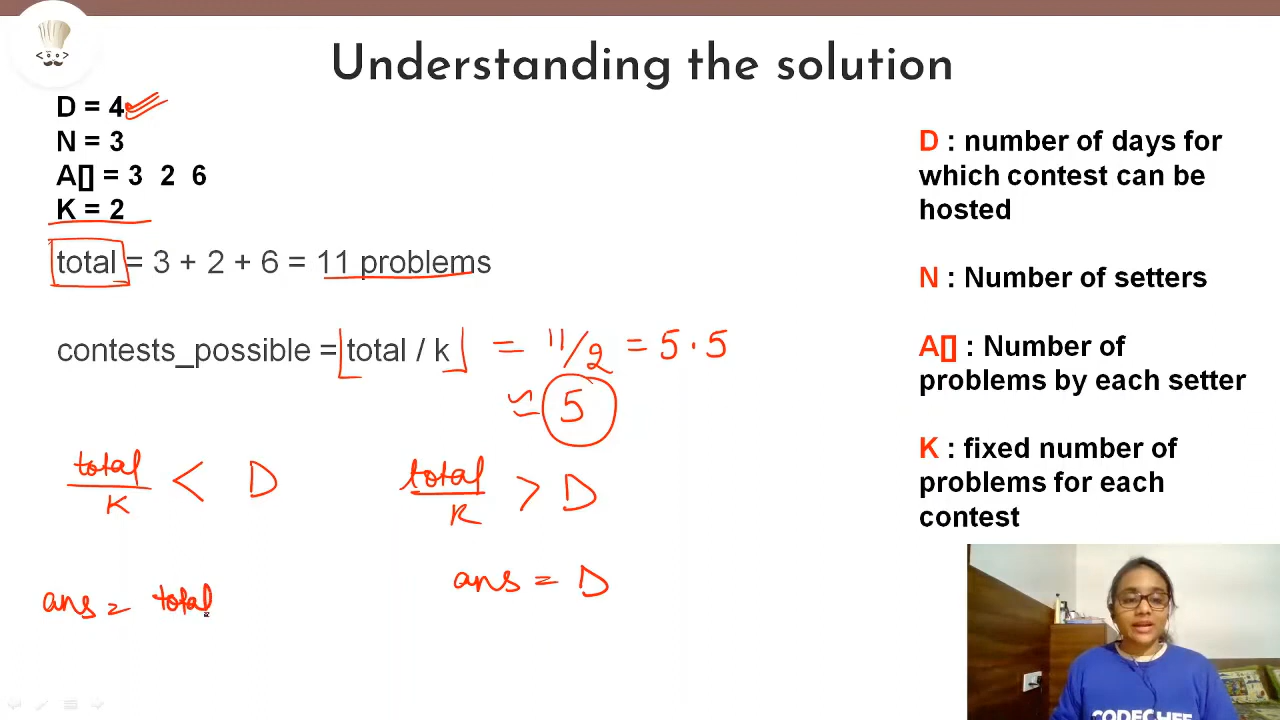 Understanding the solution
D = 4
N = 3
A[] = 3 2 6
K = 2
total = 3 + 2 + 6 = 11 problems
contests_possible = ⌊total / k⌋ = 11/2 = 5.5
≃ 5
total/K < D
total/K > D
ans = total
ans = D
D : number of days for
which contest can be
hosted
N : Number of setters
A[] : Number of
problems by each setter
K : fixed number of
problems for each
contest
CODECHEF